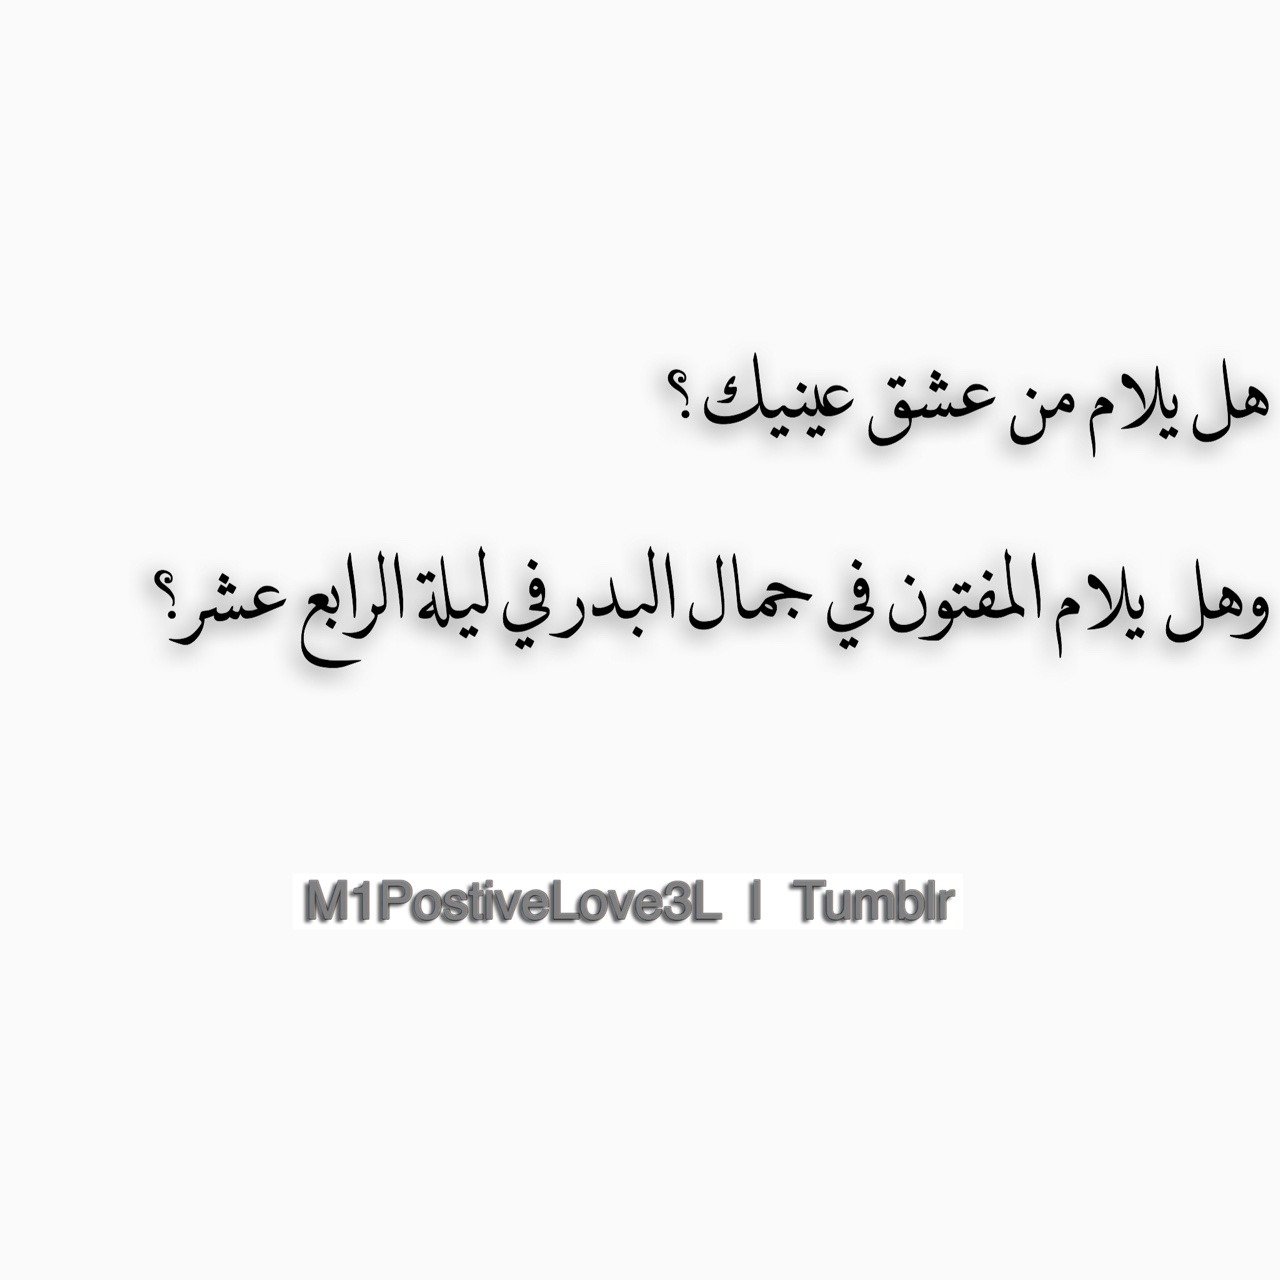 هل يلام من عشق عينيك ؟
وهل يلام المفتون في جمال البدر في ليلة الرابع عشر؟
M1PostiveLove3L | Tumblr